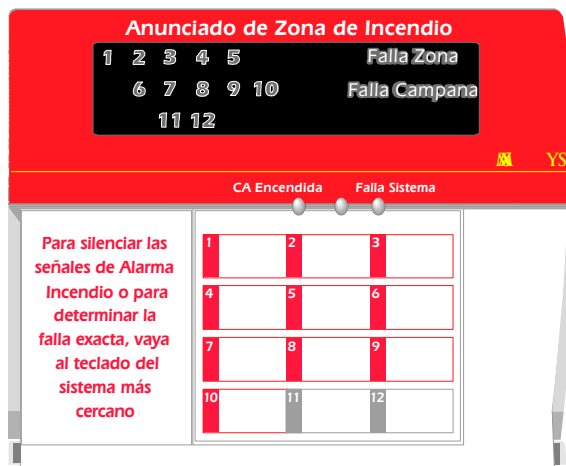 Anunciado de Zona de Incendio
1 2 3 4 5 Falla Zona
6 7 8 9 10 Falla Campana
11 12
YS
CA Encendida Falla Sistema
Para silenciar las
señales de Alarma
Incendio o para
determinar la
falla exacta, vaya
al teclado del
sistema más
cercano
1 2 3
4 5 6
7 8 9
10 11 12